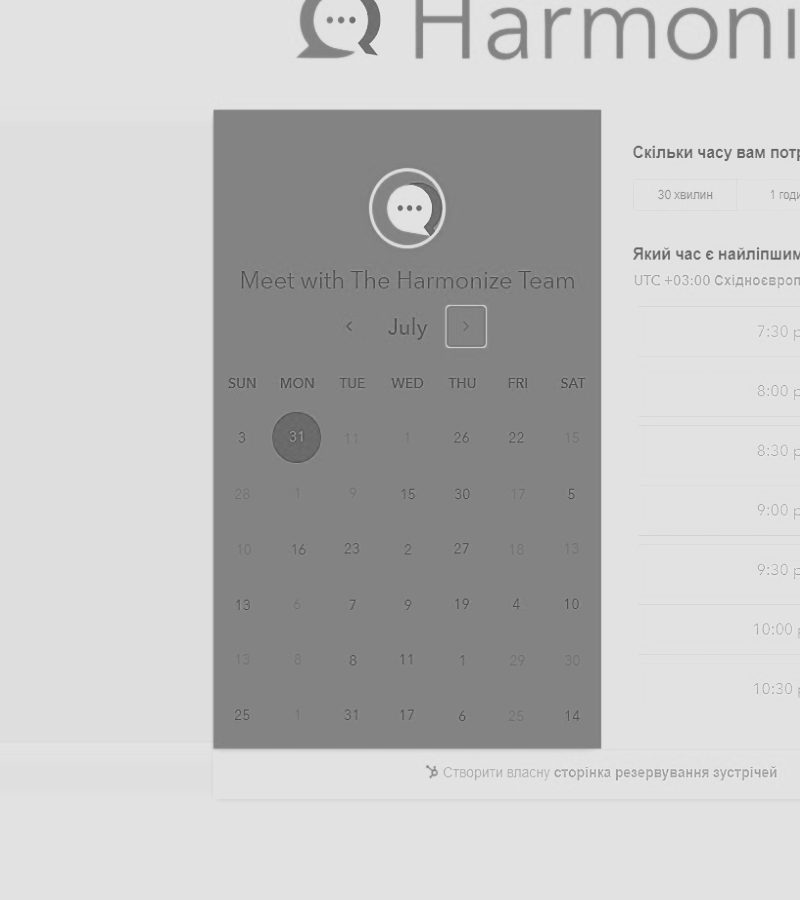 Harmoni
Meet with The Harmonize Team
July
SUN MON TUE WED THU FRI SAT
3 31 11 1 26 22 15
28 1 9 15 30 17 5
10 16 23 2 27 18 13
13 6 7 9 19 4 10
13 8 8 11 1 29 30
25 1 31 17 6 25 14
Скільки часу вам потр
30 хвилин 1 годи
Який час є найліпшим
UTC +03:00 Східноєвроп
7:30 p
8:00 p
8:30 p
9:00 p
9:30 p
10:00 p
10:30 p
Створити власну сторінка резервування зустрічей